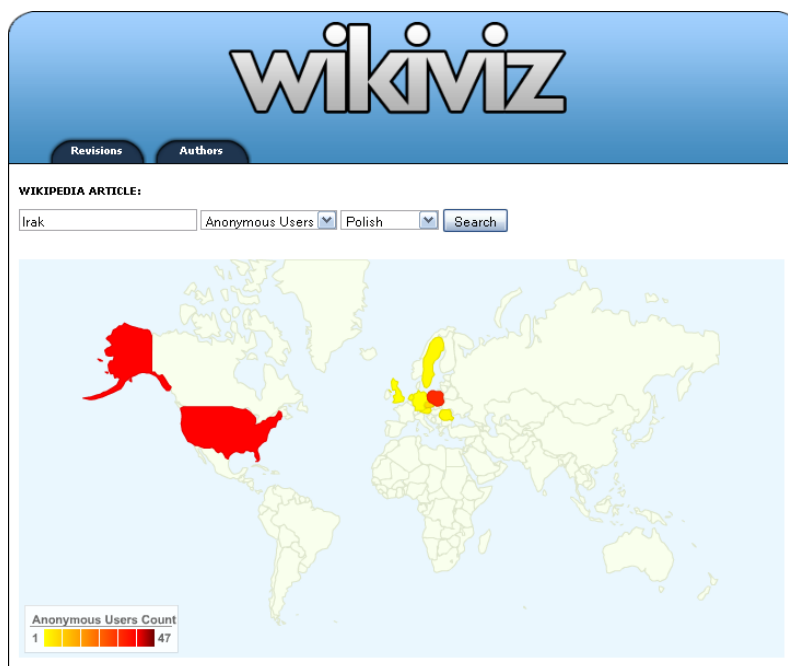 wikiviz
Revisions Authors
WIKIPEDIA ARTICLE:
Irak Anonymous Users Polish Search
Anonymous Users Count
1 47